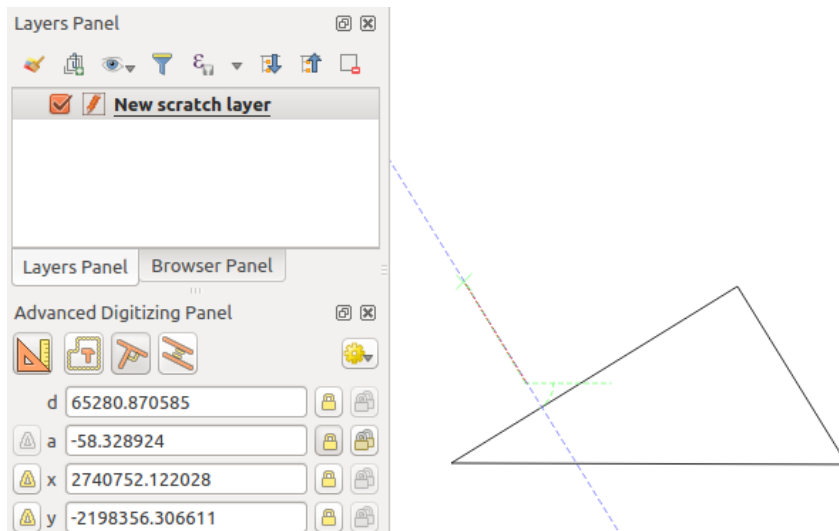 Layers Panel
New scratch layer
Layers Panel Browser Panel
Advanced Digitizing Panel
d 65280.870585
a -58.328924
x 2740752.122028
y -2198356.306611